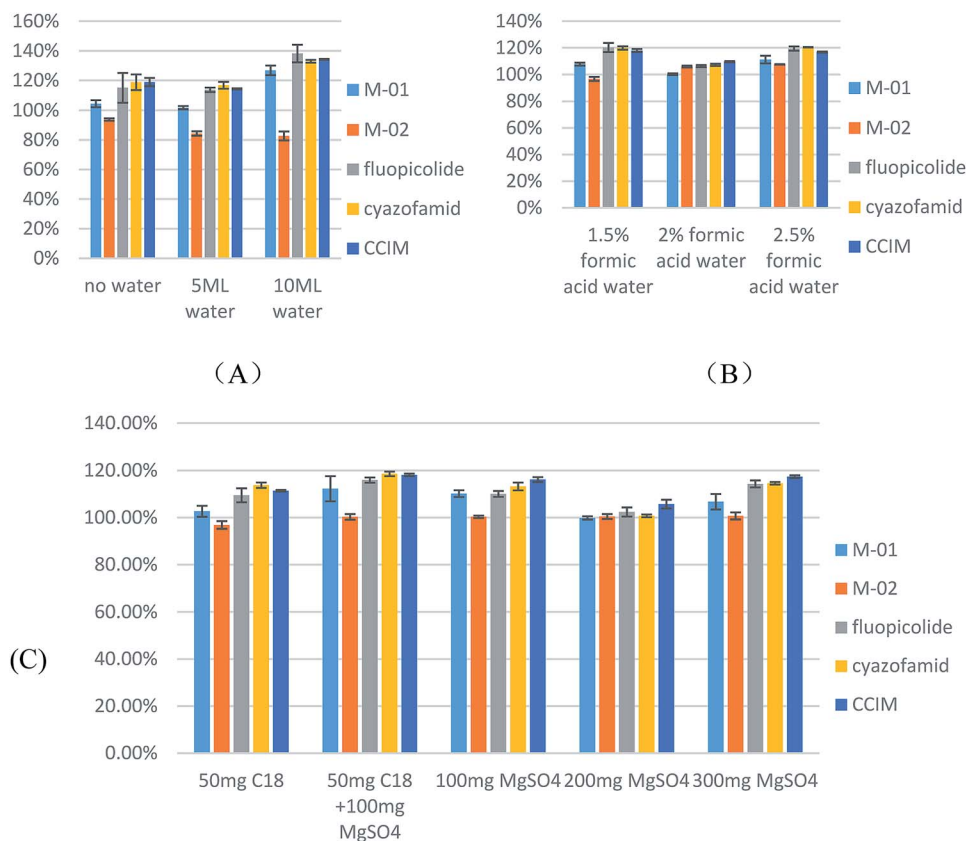 160%
140%
120%
100%
80%
60%
40%
20%
0%
no water
5ML
water
10ML
water
M-01
M-02
fluopicolide
cyazofamid
CCIM
（A）
140%
120%
100%
80%
60%
40%
20%
0%
1.5%
formic
acid water
2% formic
acid water
2.5%
formic
acid water
M-01
M-02
fluopicolide
cyazofamid
CCIM
（B）
140.00%
120.00%
100.00%
80.00%
60.00%
40.00%
20.00%
0.00%
50mg C18
50mg C18
+100mg
MgSO4
100mg MgSO4
200mg MgSO4
300mg MgSO4
M-01
M-02
fluopicolide
cyazofamid
CCIM
(C)